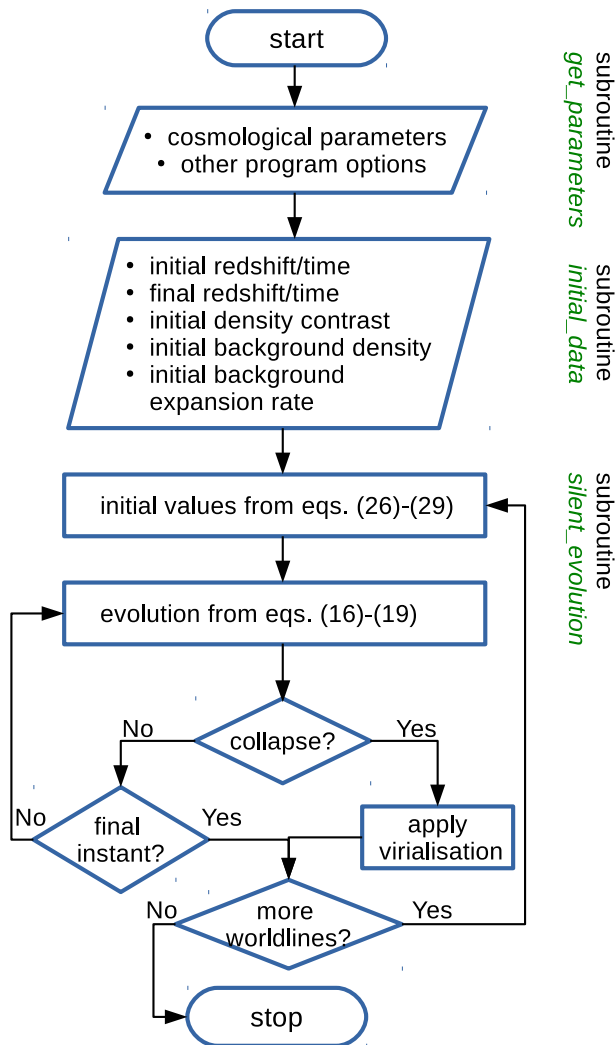 start
subroutine
get_parameters
• cosmological parameters
• other program options
• initial redshift/time
• final redshift/time
• initial density contrast
• initial background density
• initial background
expansion rate
subroutine
initial_data
initial values from eqs. (26)-(29)
subroutine
silent_evolution
evolution from eqs. (16)-(19)
collapse?
No
Yes
final
instant?
No
Yes
apply
virialisation
more
worldlines?
No
Yes
stop